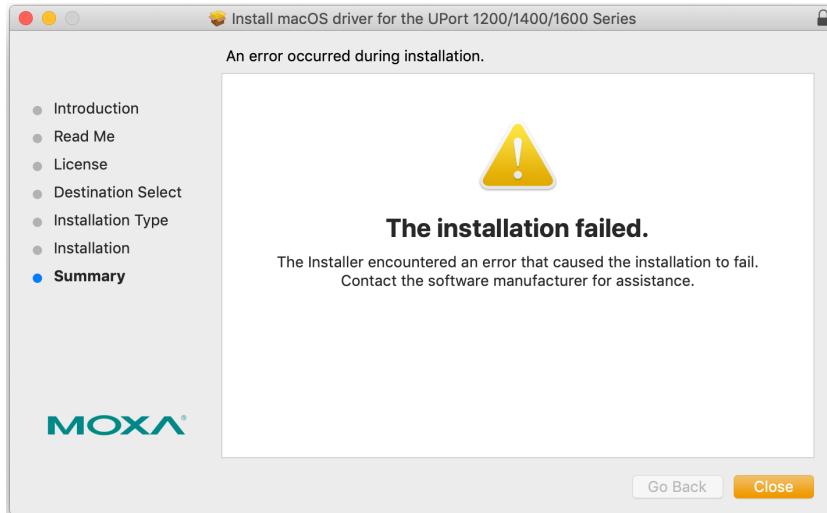 Install macOS driver for the UPort 1200/1400/1600 Series
An error occurred during installation.
Introduction
Read Me
License
Destination Select
Installation Type
Installation
Summary
The installation failed.
The Installer encountered an error that caused the installation to fail.
Contact the software manufacturer for assistance.
MOXA®
Go Back
Close